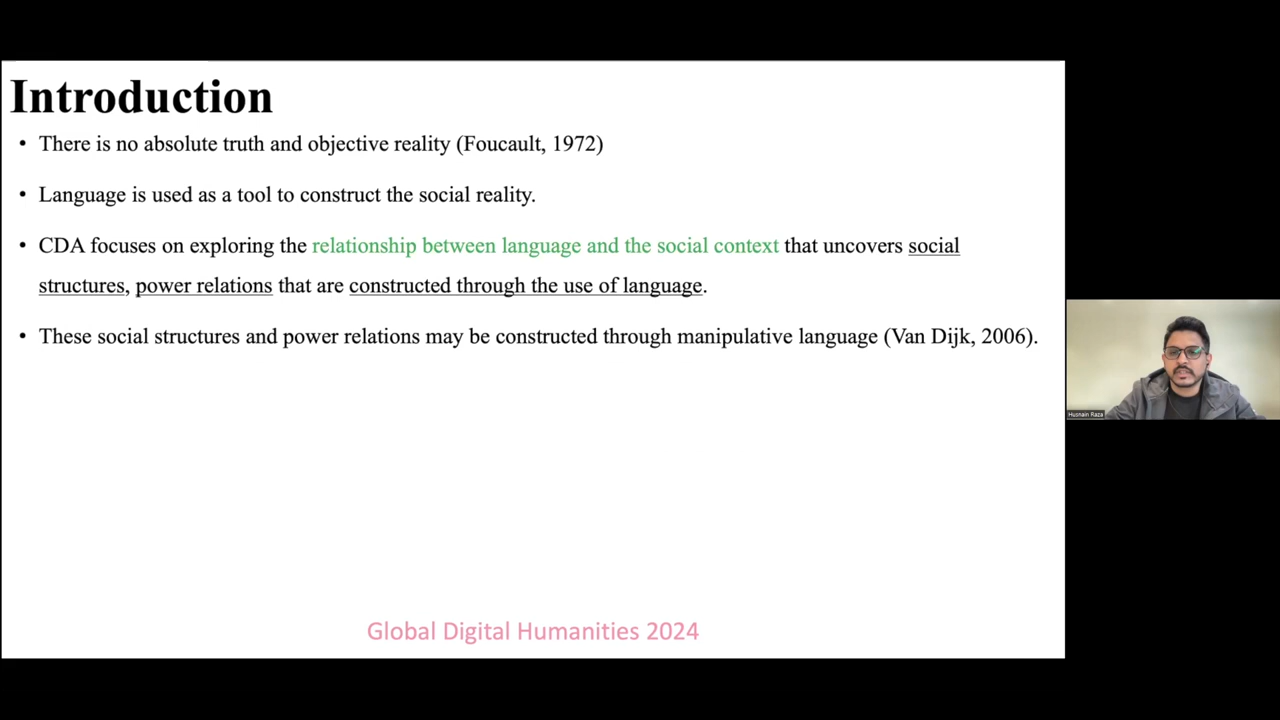 Introduction
• There is no absolute truth and objective reality (Foucault, 1972)
• Language is used as a tool to construct the social reality.
• CDA focuses on exploring the relationship between language and the social context that uncovers social
structures, power relations that are constructed through the use of language.
• These social structures and power relations may be constructed through manipulative language (Van Dijk, 2006).
Husnain Raza
Global Digital Humanities 2024